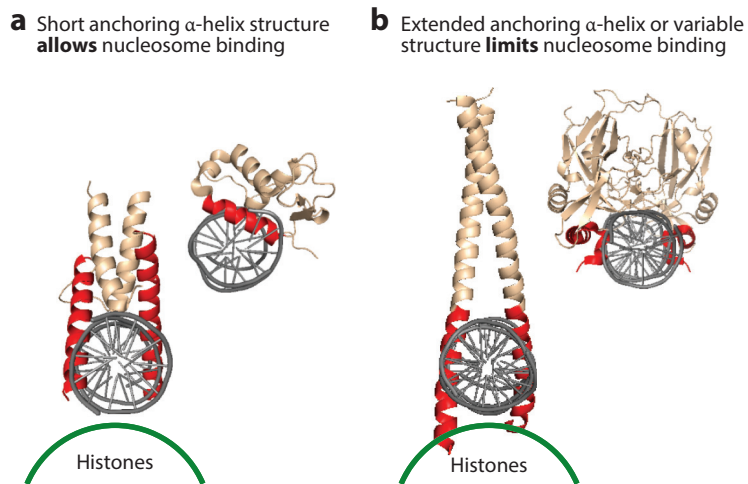 a Short anchoring α-helix structure
allows nucleosome binding
b Extended anchoring α-helix or variable
structure limits nucleosome binding
Histones
Histones